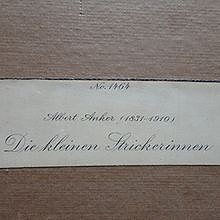 No. 1464
Albert Anker (1831-1910)
Die kleinen Strickerinnen